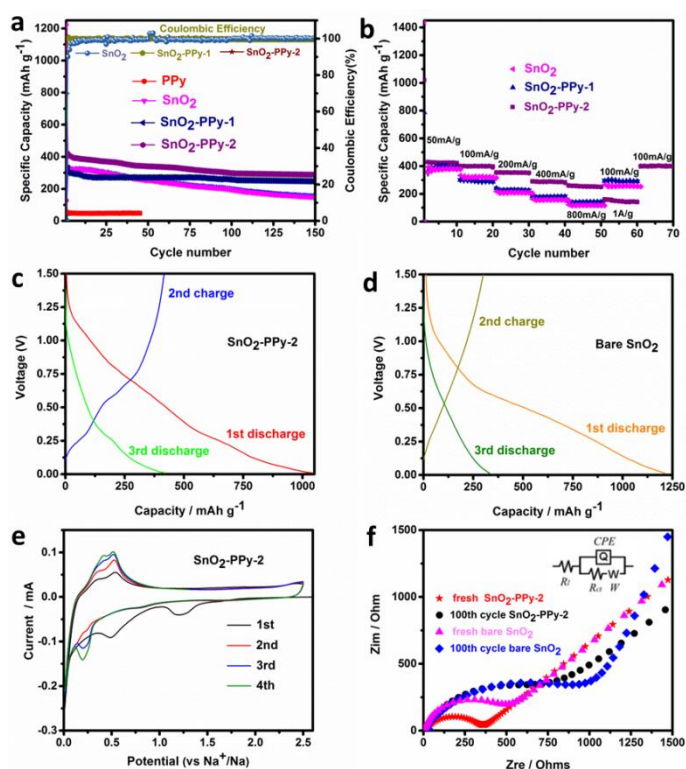 a
Coulombic Efficiency
SnO2 SnO2-PPy-1 SnO2-PPy-2
PPy
SnO2
SnO2-PPy-1
SnO2-PPy-2
Specific Capacity (mAh g-1)
1400
1200
1000
800
600
400
200
0
Coulombic Efficiency(%)
100
80
60
40
20
0
0 25 50 75 100 125 150
Cycle number
b
SnO2
SnO2-PPy-1
SnO2-PPy-2
50mA/g
100mA/g
200mA/g
400mA/g
800mA/g
1A/g
100mA/g
100mA/g
Specific Capacity (mAh g-1)
1400
1200
1000
800
600
400
200
0
0 10 20 30 40 50 60 70
Cycle number
c
2nd charge
SnO2-PPy-2
1st discharge
3rd discharge
Voltage (V)
1.50
1.25
1.00
0.75
0.50
0.25
0.00
0 250 500 750 1000
Capacity / mAh g-1
d
2nd charge
Bare SnO2
1st discharge
3rd discharge
Voltage (V)
1.50
1.25
1.00
0.75
0.50
0.25
0.00
0 250 500 750 1000 1250
Capacity / mAh g-1
e
SnO2-PPy-2
1st
2nd
3rd
4th
Current / mA
0.1
0.0
-0.1
-0.2
-0.3
0.0 0.5 1.0 1.5 2.0 2.5
Potential (vs Na+/Na)
f
CPE
Q
Rl
Rct W
fresh SnO2-PPy-2
100th cycle SnO2-PPy-2
fresh bare SnO2
100th cycle bare SnO2
Zim / Ohm
1500
1250
1000
750
500
250
0
0 250 500 750 1000 1250 1500
Zre / Ohms